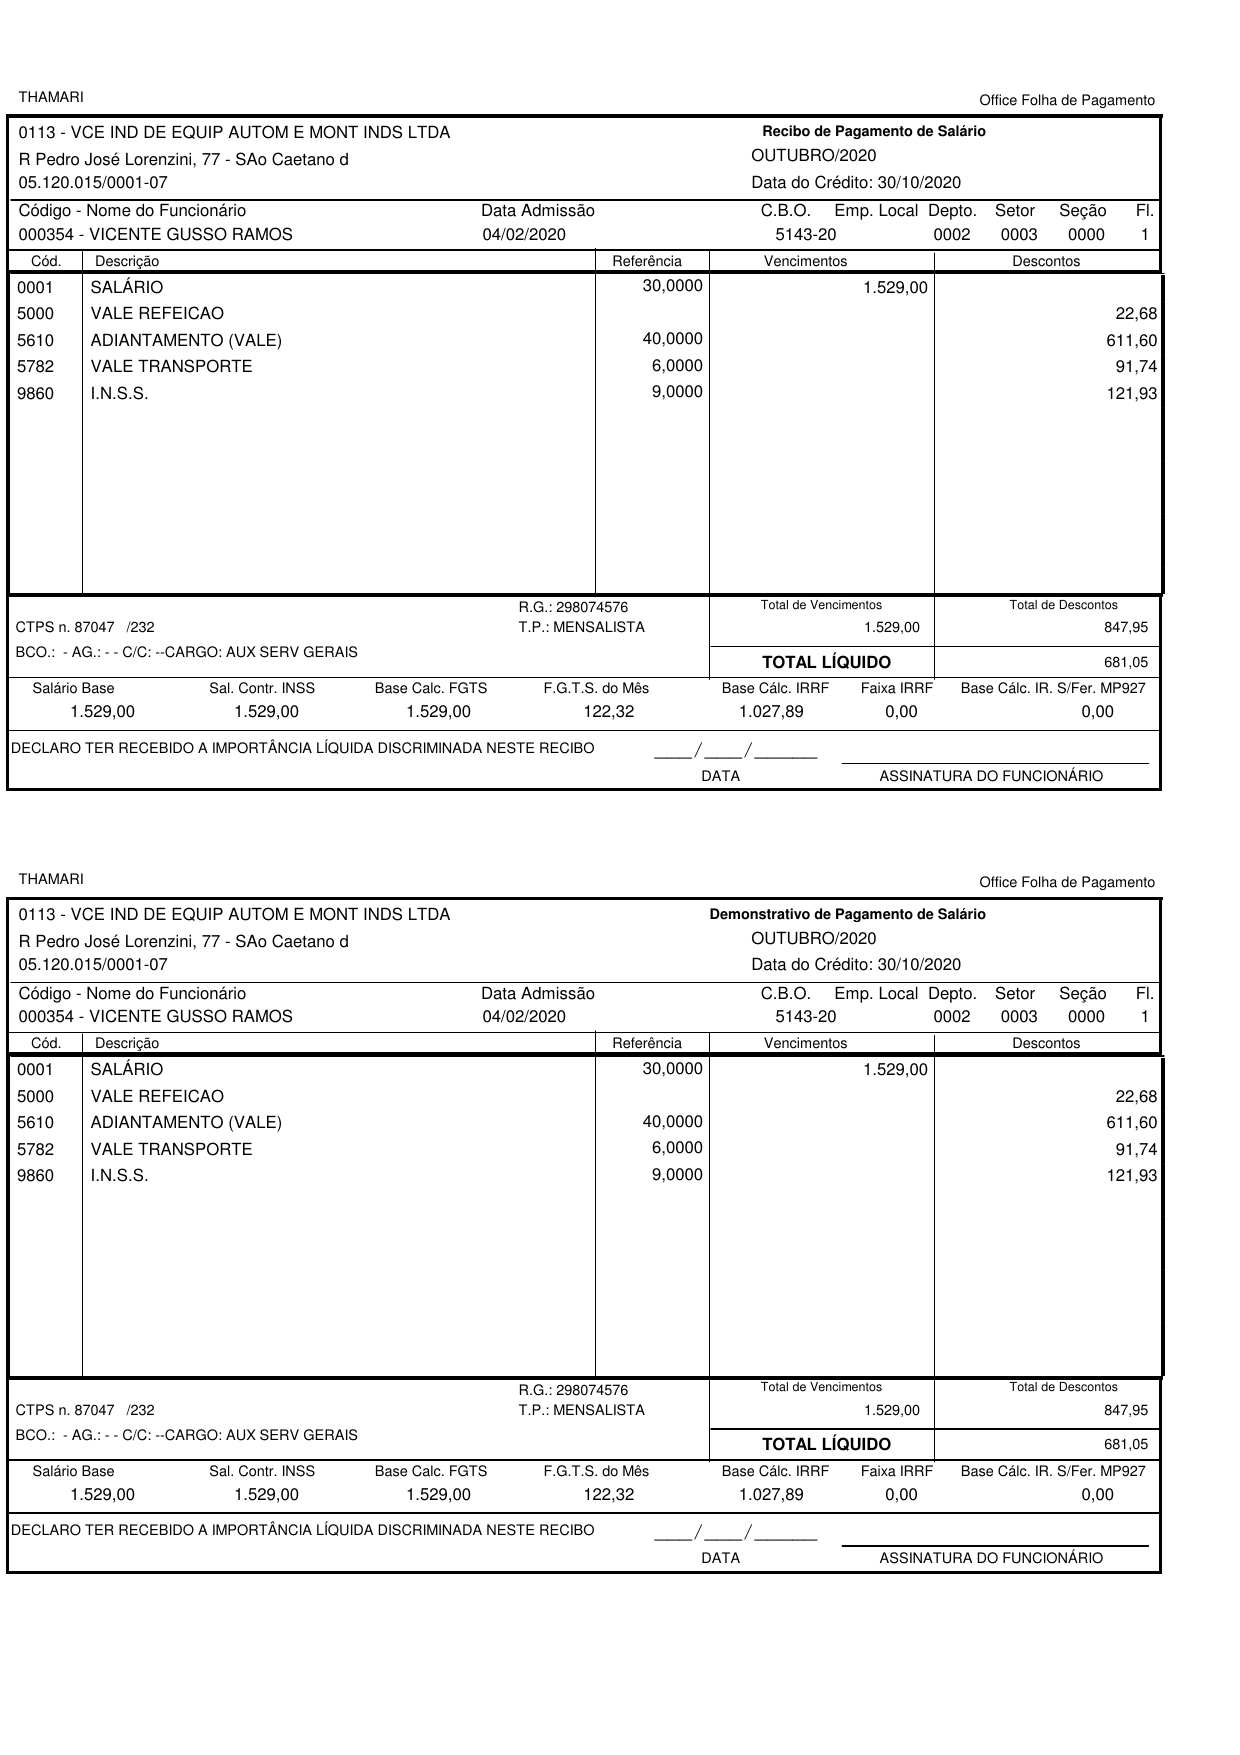 THAMARI
Office Folha de Pagamento
0113 - VCE IND DE EQUIP AUTOM E MONT INDS LTDA Recibo de Pagamento de Salário
R Pedro José Lorenzini, 77 - SAo Caetano d OUTUBRO/2020
05.120.015/0001-07 Data do Crédito: 30/10/2020
Código - Nome do Funcionário Data Admissão C.B.O. Emp. Local Depto. Setor Seção Fl.
000354 - VICENTE GUSSO RAMOS 04/02/2020 5143-20 0002 0003 0000 1
Cód. Descrição Referência Vencimentos Descontos
0001 SALÁRIO 30,0000 1.529,00
5000 VALE REFEICAO 22,68
5610 ADIANTAMENTO (VALE) 40,0000 611,60
5782 VALE TRANSPORTE 6,0000 91,74
9860 I.N.S.S. 9,0000 121,93
R.G.: 298074576 Total de Vencimentos Total de Descontos
CTPS n. 87047 /232 T.P.: MENSALISTA 1.529,00 847,95
BCO.: - AG.: - - C/C: --CARGO: AUX SERV GERAIS
TOTAL LÍQUIDO 681,05
Salário Base Sal. Contr. INSS Base Calc. FGTS F.G.T.S. do Mês Base Cálc. IRRF Faixa IRRF Base Cálc. IR. S/Fer. MP927
1.529,00 1.529,00 1.529,00 122,32 1.027,89 0,00 0,00
DECLARO TER RECEBIDO A IMPORTÂNCIA LÍQUIDA DISCRIMINADA NESTE RECIBO ____/____/_______
DATA ASSINATURA DO FUNCIONÁRIO
THAMARI
Office Folha de Pagamento
0113 - VCE IND DE EQUIP AUTOM E MONT INDS LTDA Demonstrativo de Pagamento de Salário
R Pedro José Lorenzini, 77 - SAo Caetano d OUTUBRO/2020
05.120.015/0001-07 Data do Crédito: 30/10/2020
Código - Nome do Funcionário Data Admissão C.B.O. Emp. Local Depto. Setor Seção Fl.
000354 - VICENTE GUSSO RAMOS 04/02/2020 5143-20 0002 0003 0000 1
Cód. Descrição Referência Vencimentos Descontos
0001 SALÁRIO 30,0000 1.529,00
5000 VALE REFEICAO 22,68
5610 ADIANTAMENTO (VALE) 40,0000 611,60
5782 VALE TRANSPORTE 6,0000 91,74
9860 I.N.S.S. 9,0000 121,93
R.G.: 298074576 Total de Vencimentos Total de Descontos
CTPS n. 87047 /232 T.P.: MENSALISTA 1.529,00 847,95
BCO.: - AG.: - - C/C: --CARGO: AUX SERV GERAIS
TOTAL LÍQUIDO 681,05
Salário Base Sal. Contr. INSS Base Calc. FGTS F.G.T.S. do Mês Base Cálc. IRRF Faixa IRRF Base Cálc. IR. S/Fer. MP927
1.529,00 1.529,00 1.529,00 122,32 1.027,89 0,00 0,00
DECLARO TER RECEBIDO A IMPORTÂNCIA LÍQUIDA DISCRIMINADA NESTE RECIBO ____/____/_______
DATA ASSINATURA DO FUNCIONÁRIO